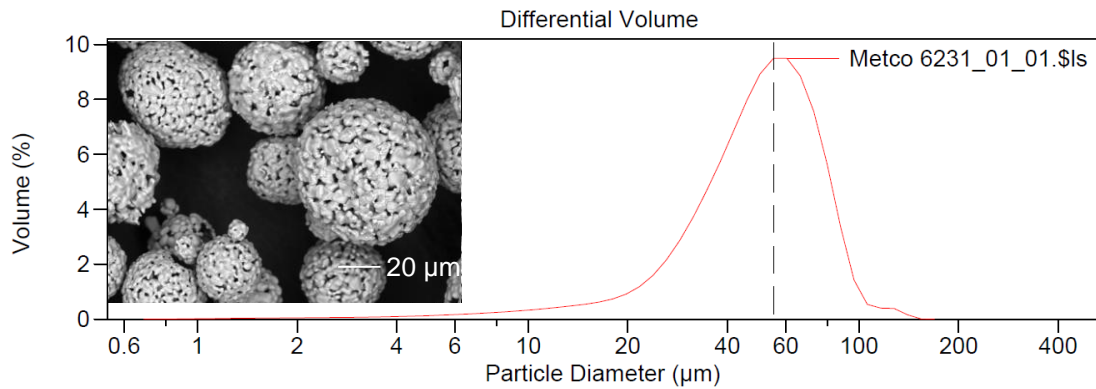 Differential Volume
Metco 6231_01_01.$ls
20 µm
Volume (%)
10
8
6
4
2
0
0.6 1 2 4 6 20 40 60 100 200 400
Particle Diameter (µm)